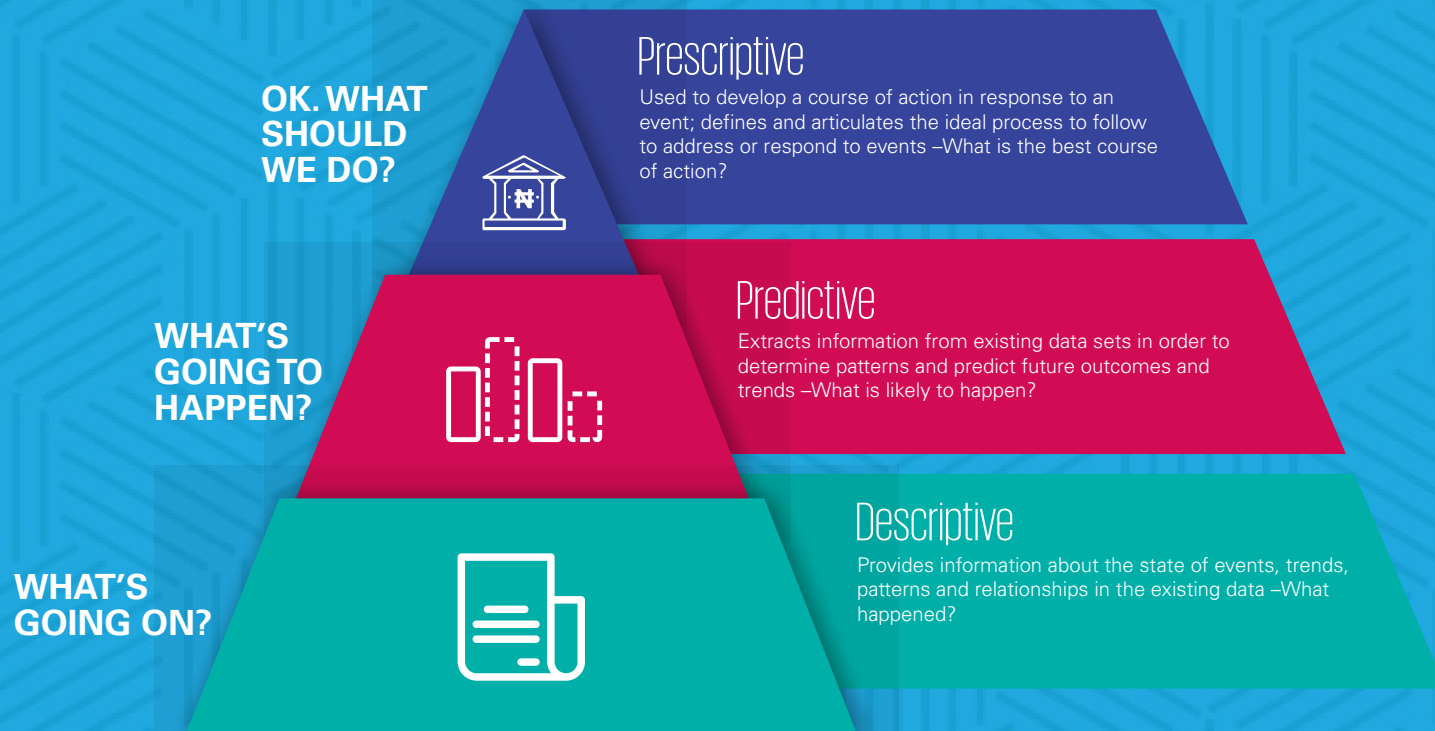 OK. WHAT
SHOULD
WE DO?
Prescriptive
Used to develop a course of action in response to an
event; defines and articulates the ideal process to follow
to address or respond to events –What is the best course
of action?
₦
WHAT’S
GOING TO
HAPPEN?
Predictive
Extracts information from existing data sets in order to
determine patterns and predict future outcomes and
trends –What is likely to happen?
WHAT’S
GOING ON?
Descriptive
Provides information about the state of events, trends,
patterns and relationships in the existing data –What
happened?